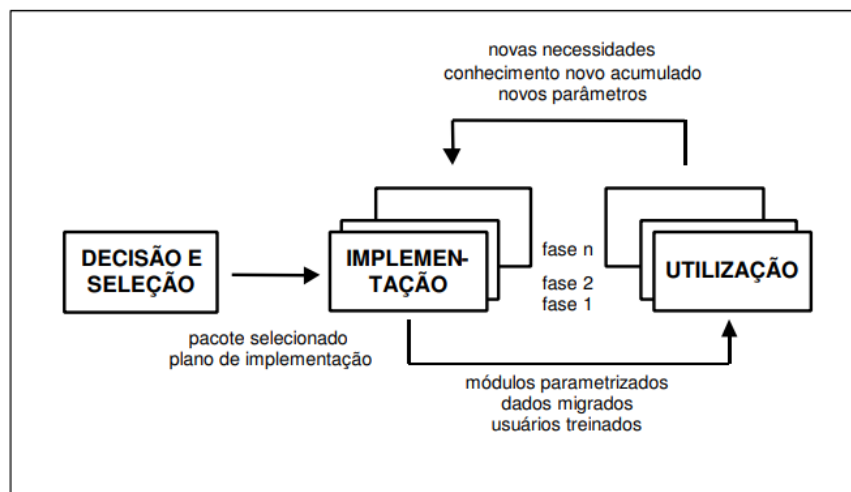 novas necessidades
conhecimento novo acumulado
novos parâmetros
DECISÃO E
SELEÇÃO
IMPLEMEN-
TAÇÃO
fase n
fase 2
fase 1
UTILIZAÇÃO
pacote selecionado
plano de implementação
módulos parametrizados
dados migrados
usuários treinados